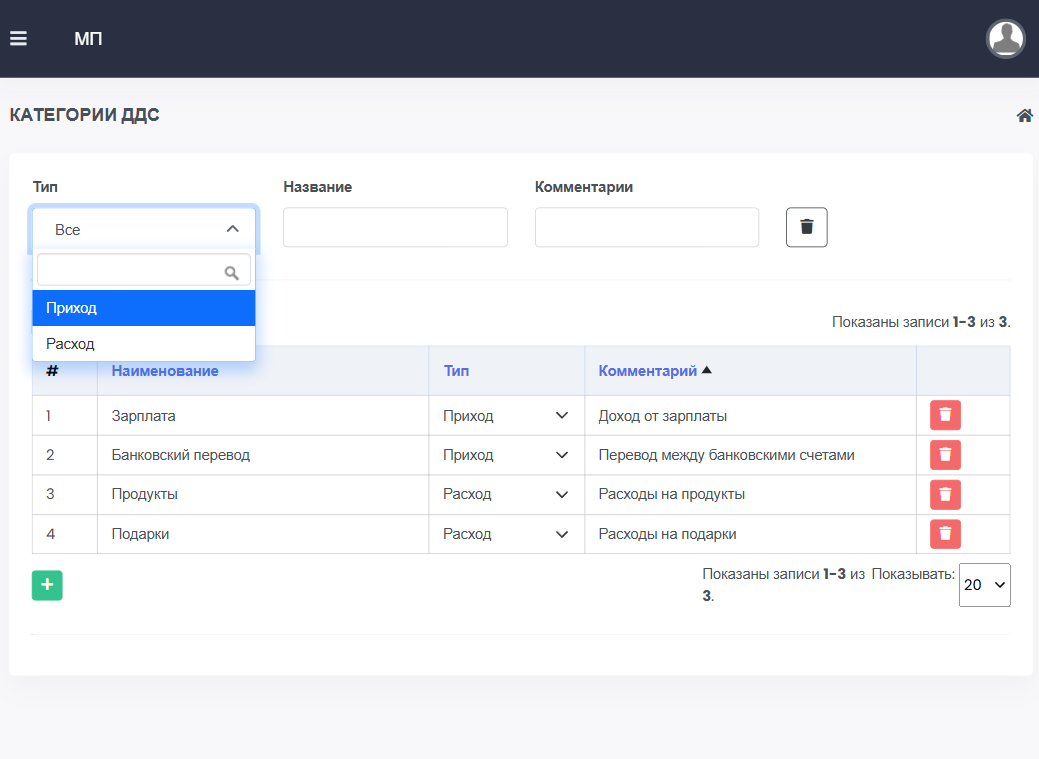 МП
КАТЕГОРИИ ДДС
Тип Название Комментарии
Все
Приход
Расход
Показаны записи 1-3 из 3.
# Наименование Тип Комментарий
1 Зарплата Приход Доход от зарплаты
2 Банковский перевод Приход Перевод между банковскими счетами
3 Продукты Расход Расходы на продукты
4 Подарки Расход Расходы на подарки
+ Показаны записи 1-3 из Показывать: 20
3.